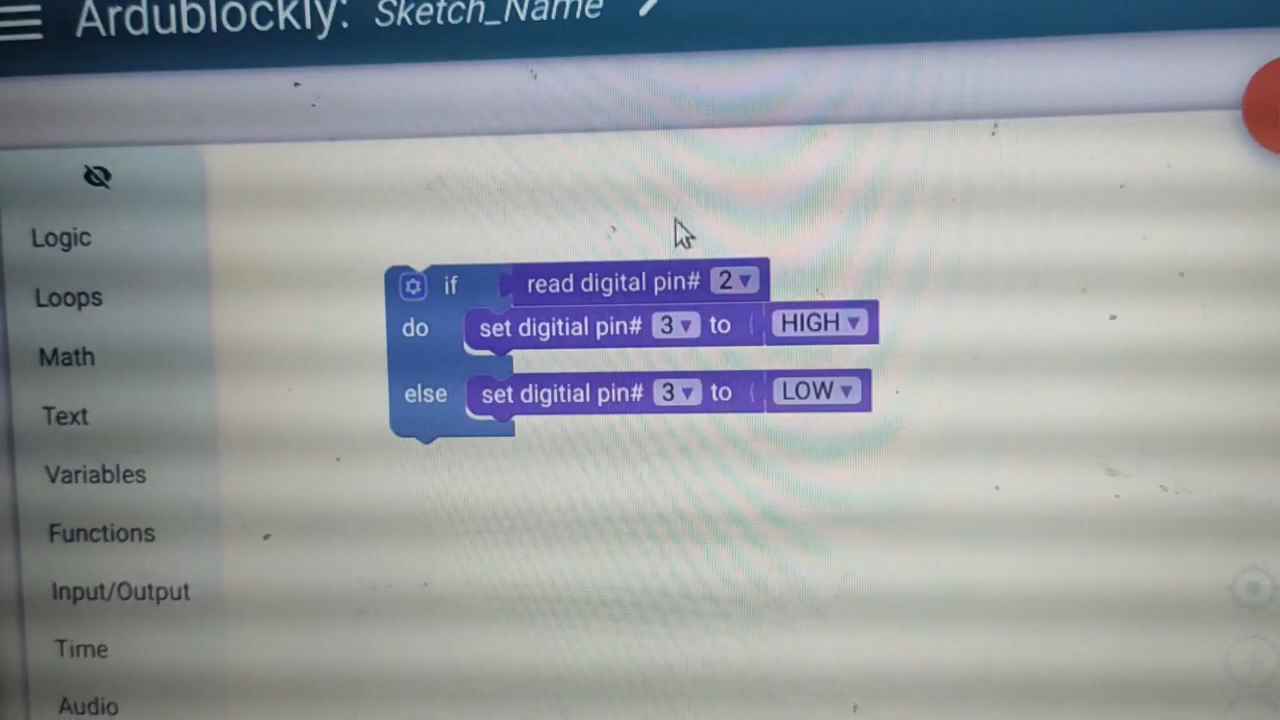 Ardublockly: Sketch_Name
Logic
Loops
Math
Text
Variables
Functions
Input/Output
Time
Audio
if read digital pin# 2
do set digitial pin# 3 to HIGH
else set digitial pin# 3 to LOW